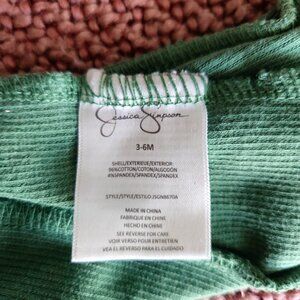 Jessica Simpson
3-6M
SHELL/EXTERIEUR/EXTERIOR
96%COTTON/COTON/ALGODÓN
4%SPANDEX/SPANDEX/SPANDEX
STYLE/STYLE/ESTILO:JSGNB670A
MADE IN CHINA
FABRIQUE EN CHINE
HECHO EN CHINA
SEE REVERSE FOR CARE
VOIR VERSO POUR ENTRETIEN
VEA EL REVERSO PARA EL CUIDADO